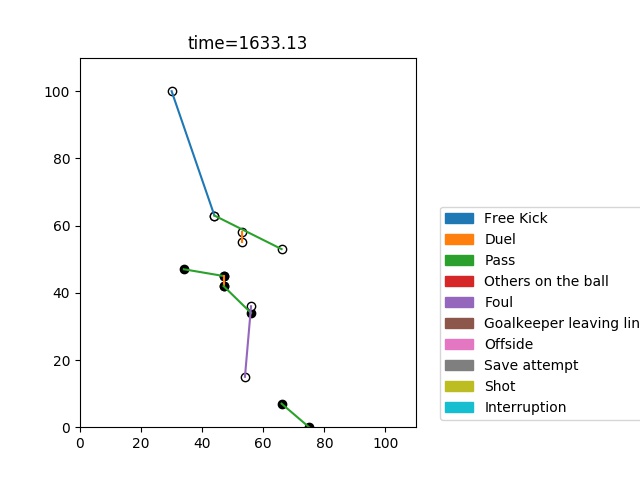 time=1633.13
100
80
60
40
20
0
0 20 40 60 80 100
Free Kick
Duel
Pass
Others on the ball
Foul
Goalkeeper leaving lin
Offside
Save attempt
Shot
Interruption